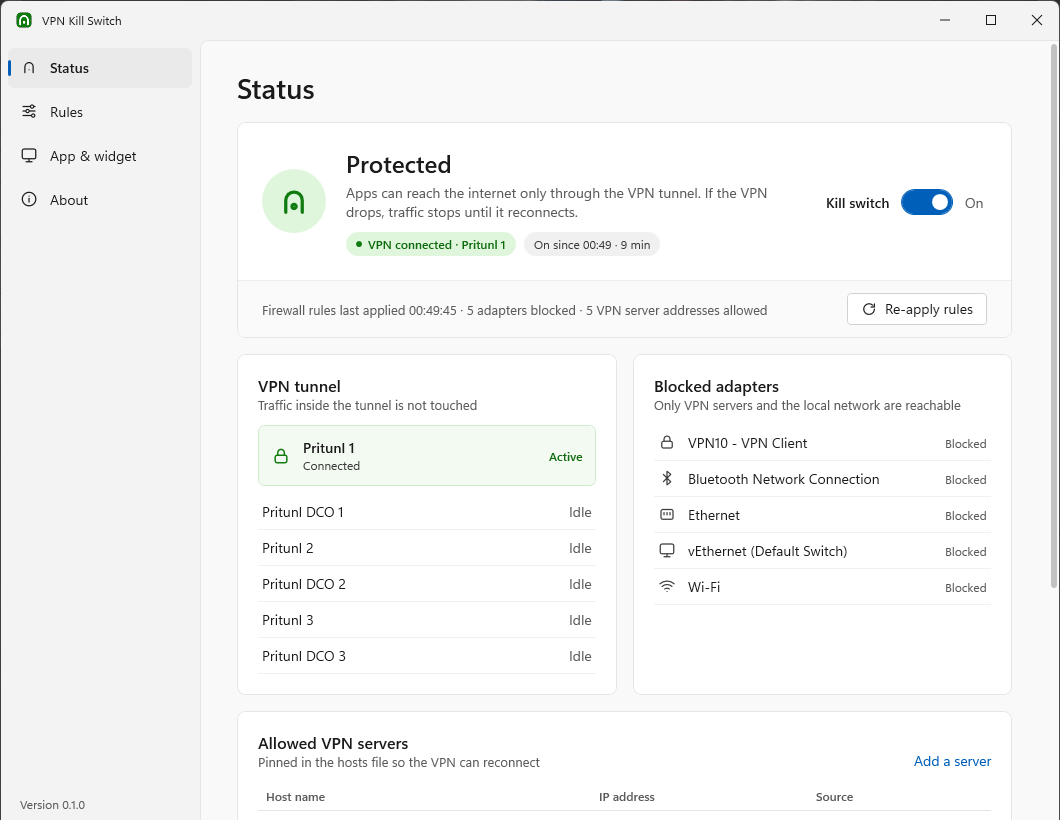 VPN Kill Switch
Status
Rules
App & widget
About
Version 0.1.0
Status
Protected
Apps can reach the internet only through the VPN tunnel. If the VPN
drops, traffic stops until it reconnects.
VPN connected · Pritunl 1
On since 00:49 · 9 min
Kill switch
On
Firewall rules last applied 00:49:45 · 5 adapters blocked · 5 VPN server addresses allowed
Re-apply rules
VPN tunnel
Traffic inside the tunnel is not touched
Pritunl 1
Connected
Active
Pritunl DCO 1 Idle
Pritunl 2 Idle
Pritunl DCO 2 Idle
Pritunl 3 Idle
Pritunl DCO 3 Idle
Blocked adapters
Only VPN servers and the local network are reachable
VPN10 - VPN Client Blocked
Bluetooth Network Connection Blocked
Ethernet Blocked
vEthernet (Default Switch) Blocked
Wi-Fi Blocked
Allowed VPN servers
Pinned in the hosts file so the VPN can reconnect
Add a server
Host name IP address Source